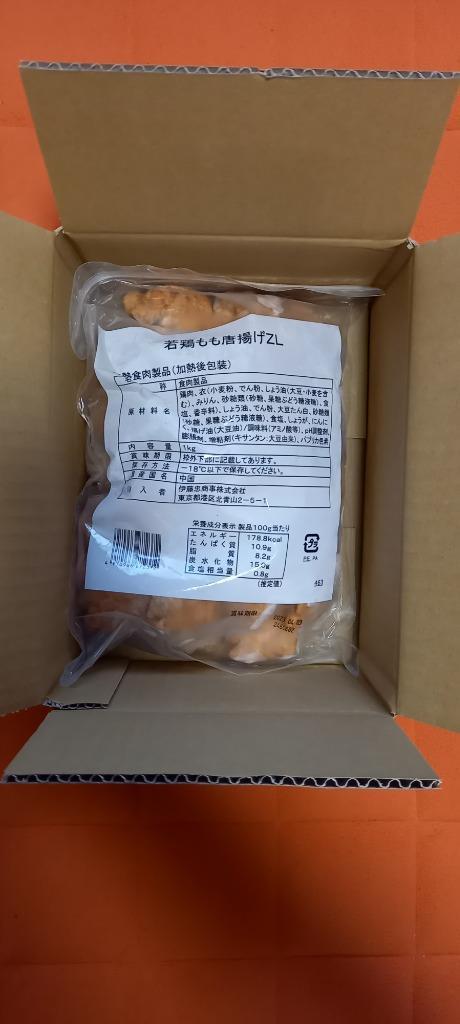 若鶏もも唐揚げZL
食肉製品(加熱後包装)
称 食肉製品
原材料名 鶏肉、衣(小麦粉、でん粉、しょう油(大豆・小麦を含
む)、みりん、砂糖類(砂糖、果糖ぶどう糖液糖)、食
塩、香辛料)、しょう油、でん粉、大豆たん白、砂糖類
(砂糖、果糖ぶどう糖液糖)、食塩、しょうが、にんに
揚げ油(大豆油)/調味料(アミノ酸等)、pH調整剤、
膨脹剤、増粘剤(キサンタン:大豆由来)、パプリカ色素
内容量 1kg
賞味期限 枠外下部に記載してあります。
保存方法 −18℃以下で保存してください。
原産国名 中国
輸入者 伊藤忠商事株式会社
東京都港区北青山2-5-1
栄養成分表示 製品100g当たり
エネルギー 178.8kcal
たんぱく質 10.9g
脂質 8.2g
炭水化物 15.0g
食塩相当量 0.8g
(推定値)
プラ
PE, PA
賞味期限